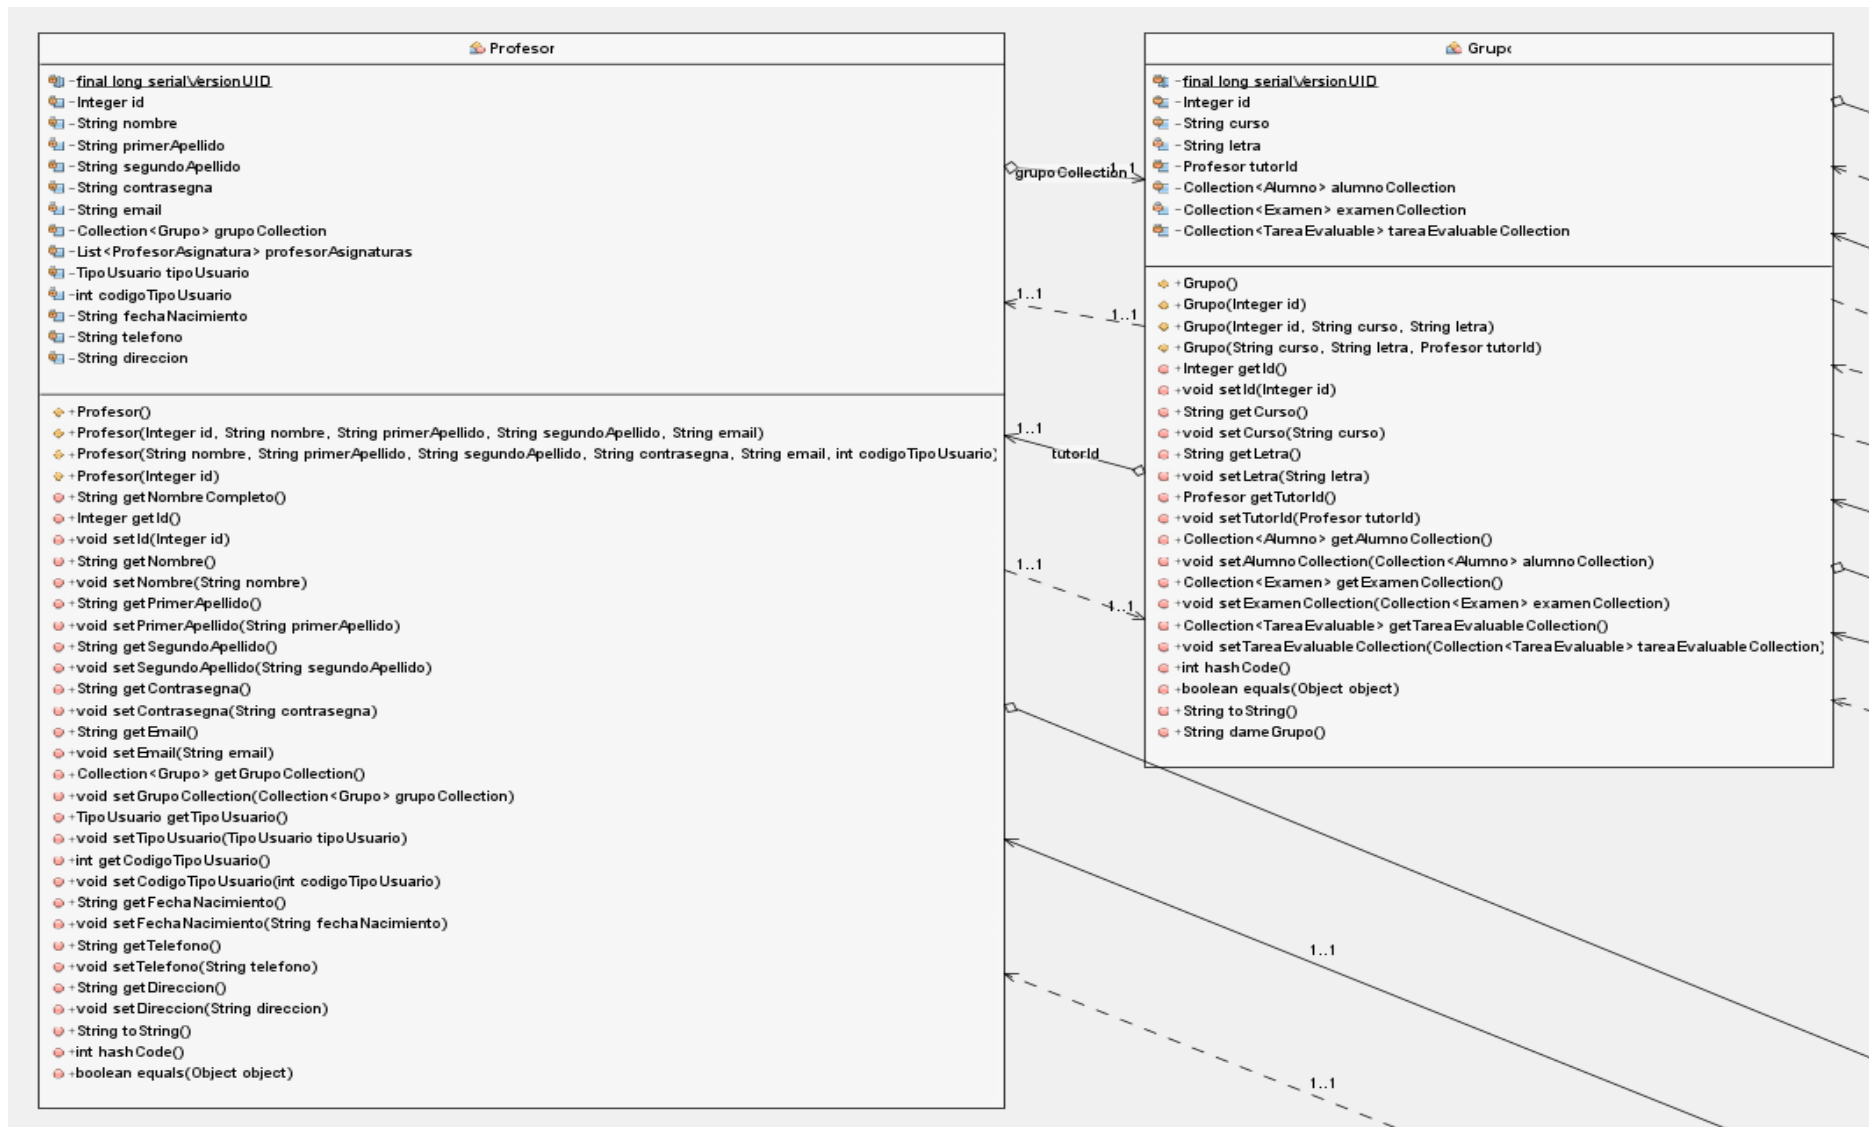 Profesor
-final long serialVersionUID
-Integer id
-String nombre
-String primerApellido
-String segundoApellido
-String contrasegna
-String email
-Collection<Grupo> grupoCollection
-List<ProfesorAsignatura> profesorAsignaturas
-TipoUsuario tipoUsuario
-int codigoTipoUsuario
-String fechaNacimiento
-String telefono
-String direccion
+Profesor()
+Profesor(Integer id, String nombre, String primerApellido, String segundoApellido, String email)
+Profesor(String nombre, String primerApellido, String segundoApellido, String contrasegna, String email, int codigoTipoUsuario)
+Profesor(Integer id)
+String getNombreCompleto()
+Integer getId()
+void setId(Integer id)
+String getNombre()
+void setNombre(String nombre)
+String getPrimerApellido()
+void setPrimerApellido(String primerApellido)
+String getSegundoApellido()
+void setSegundoApellido(String segundoApellido)
+String getContrasegna()
+void setContrasegna(String contrasegna)
+String getEmail()
+void setEmail(String email)
+Collection<Grupo> getGrupoCollection()
+void setGrupoCollection(Collection<Grupo> grupoCollection)
+TipoUsuario getTipoUsuario()
+void setTipoUsuario(TipoUsuario tipoUsuario)
+int getCodigoTipoUsuario()
+void setCodigoTipoUsuario(int codigoTipoUsuario)
+String getFechaNacimiento()
+void setFechaNacimiento(String fechaNacimiento)
+String getTelefono()
+void setTelefono(String telefono)
+String getDireccion()
+void setDireccion(String direccion)
+String toString()
+int hashCode()
+boolean equals(Object object)
grupoCollection
1..1
1..1
1..1
1..1
tutorId
1..1
1..1
1..1
1..1
Grupo
-final long serialVersionUID
-Integer id
-String curso
-String letra
-Profesor tutorId
-Collection<Alumno> alumnoCollection
-Collection<Examen> examenCollection
-Collection<TareaEvaluable> tareaEvaluableCollection
+Grupo()
+Grupo(Integer id)
+Grupo(Integer id, String curso, String letra)
+Grupo(String curso, String letra, Profesor tutorId)
+Integer getId()
+void setId(Integer id)
+String getCurso()
+void setCurso(String curso)
+String getLetra()
+void setLetra(String letra)
+Profesor getTutorId()
+void setTutorId(Profesor tutorId)
+Collection<Alumno> getAlumnoCollection()
+void setAlumnoCollection(Collection<Alumno> alumnoCollection)
+Collection<Examen> getExamenCollection()
+void setExamenCollection(Collection<Examen> examenCollection)
+Collection<TareaEvaluable> getTareaEvaluableCollection()
+void setTareaEvaluableCollection(Collection<TareaEvaluable> tareaEvaluableCollection)
+int hashCode()
+boolean equals(Object object)
+String toString()
+String dameGrupo()